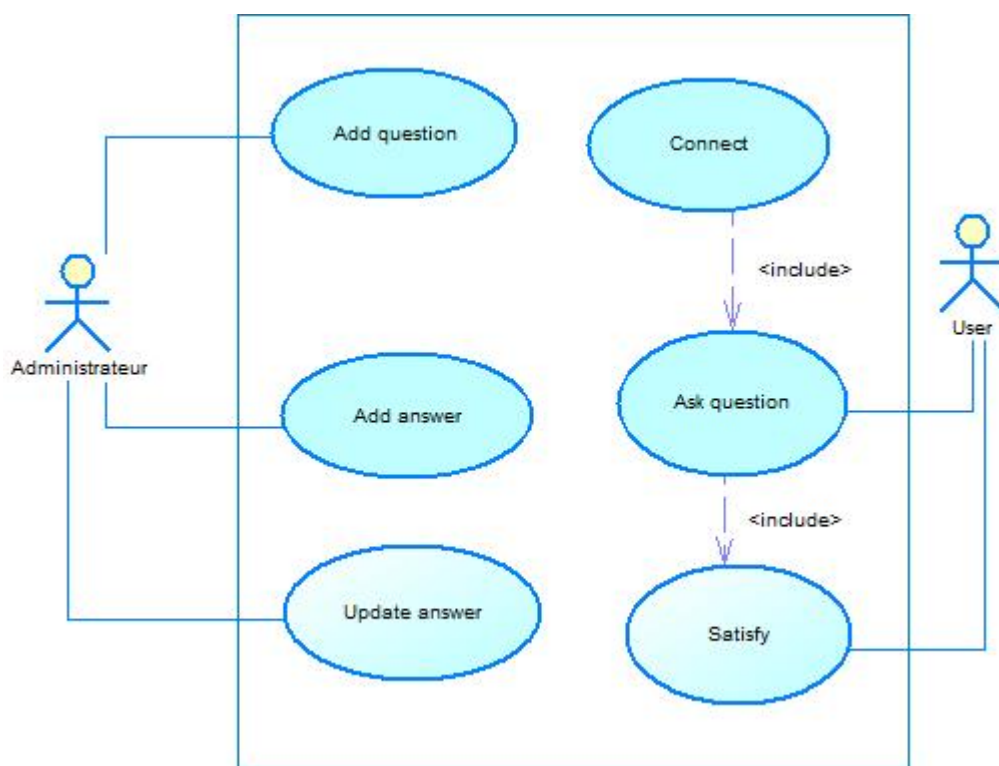 Add question
Connect
<include>
User
Administrateur
Add answer
Ask question
<include>
Update answer
Satisfy